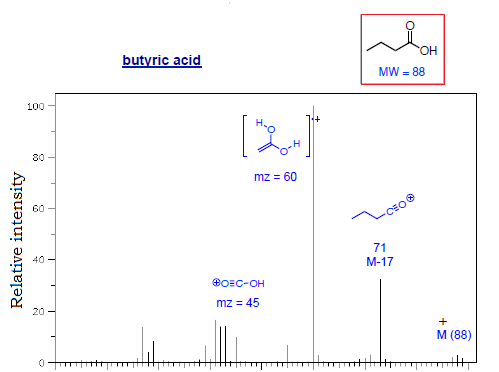 butyric acid
O
OH
MW = 88
Relative intensity
100
80
60
40
20
0
H
O
O
H
+
mz = 60
C≡O⊕
71
M-17
⊕O≡C-OH
mz = 45
+
M (88)